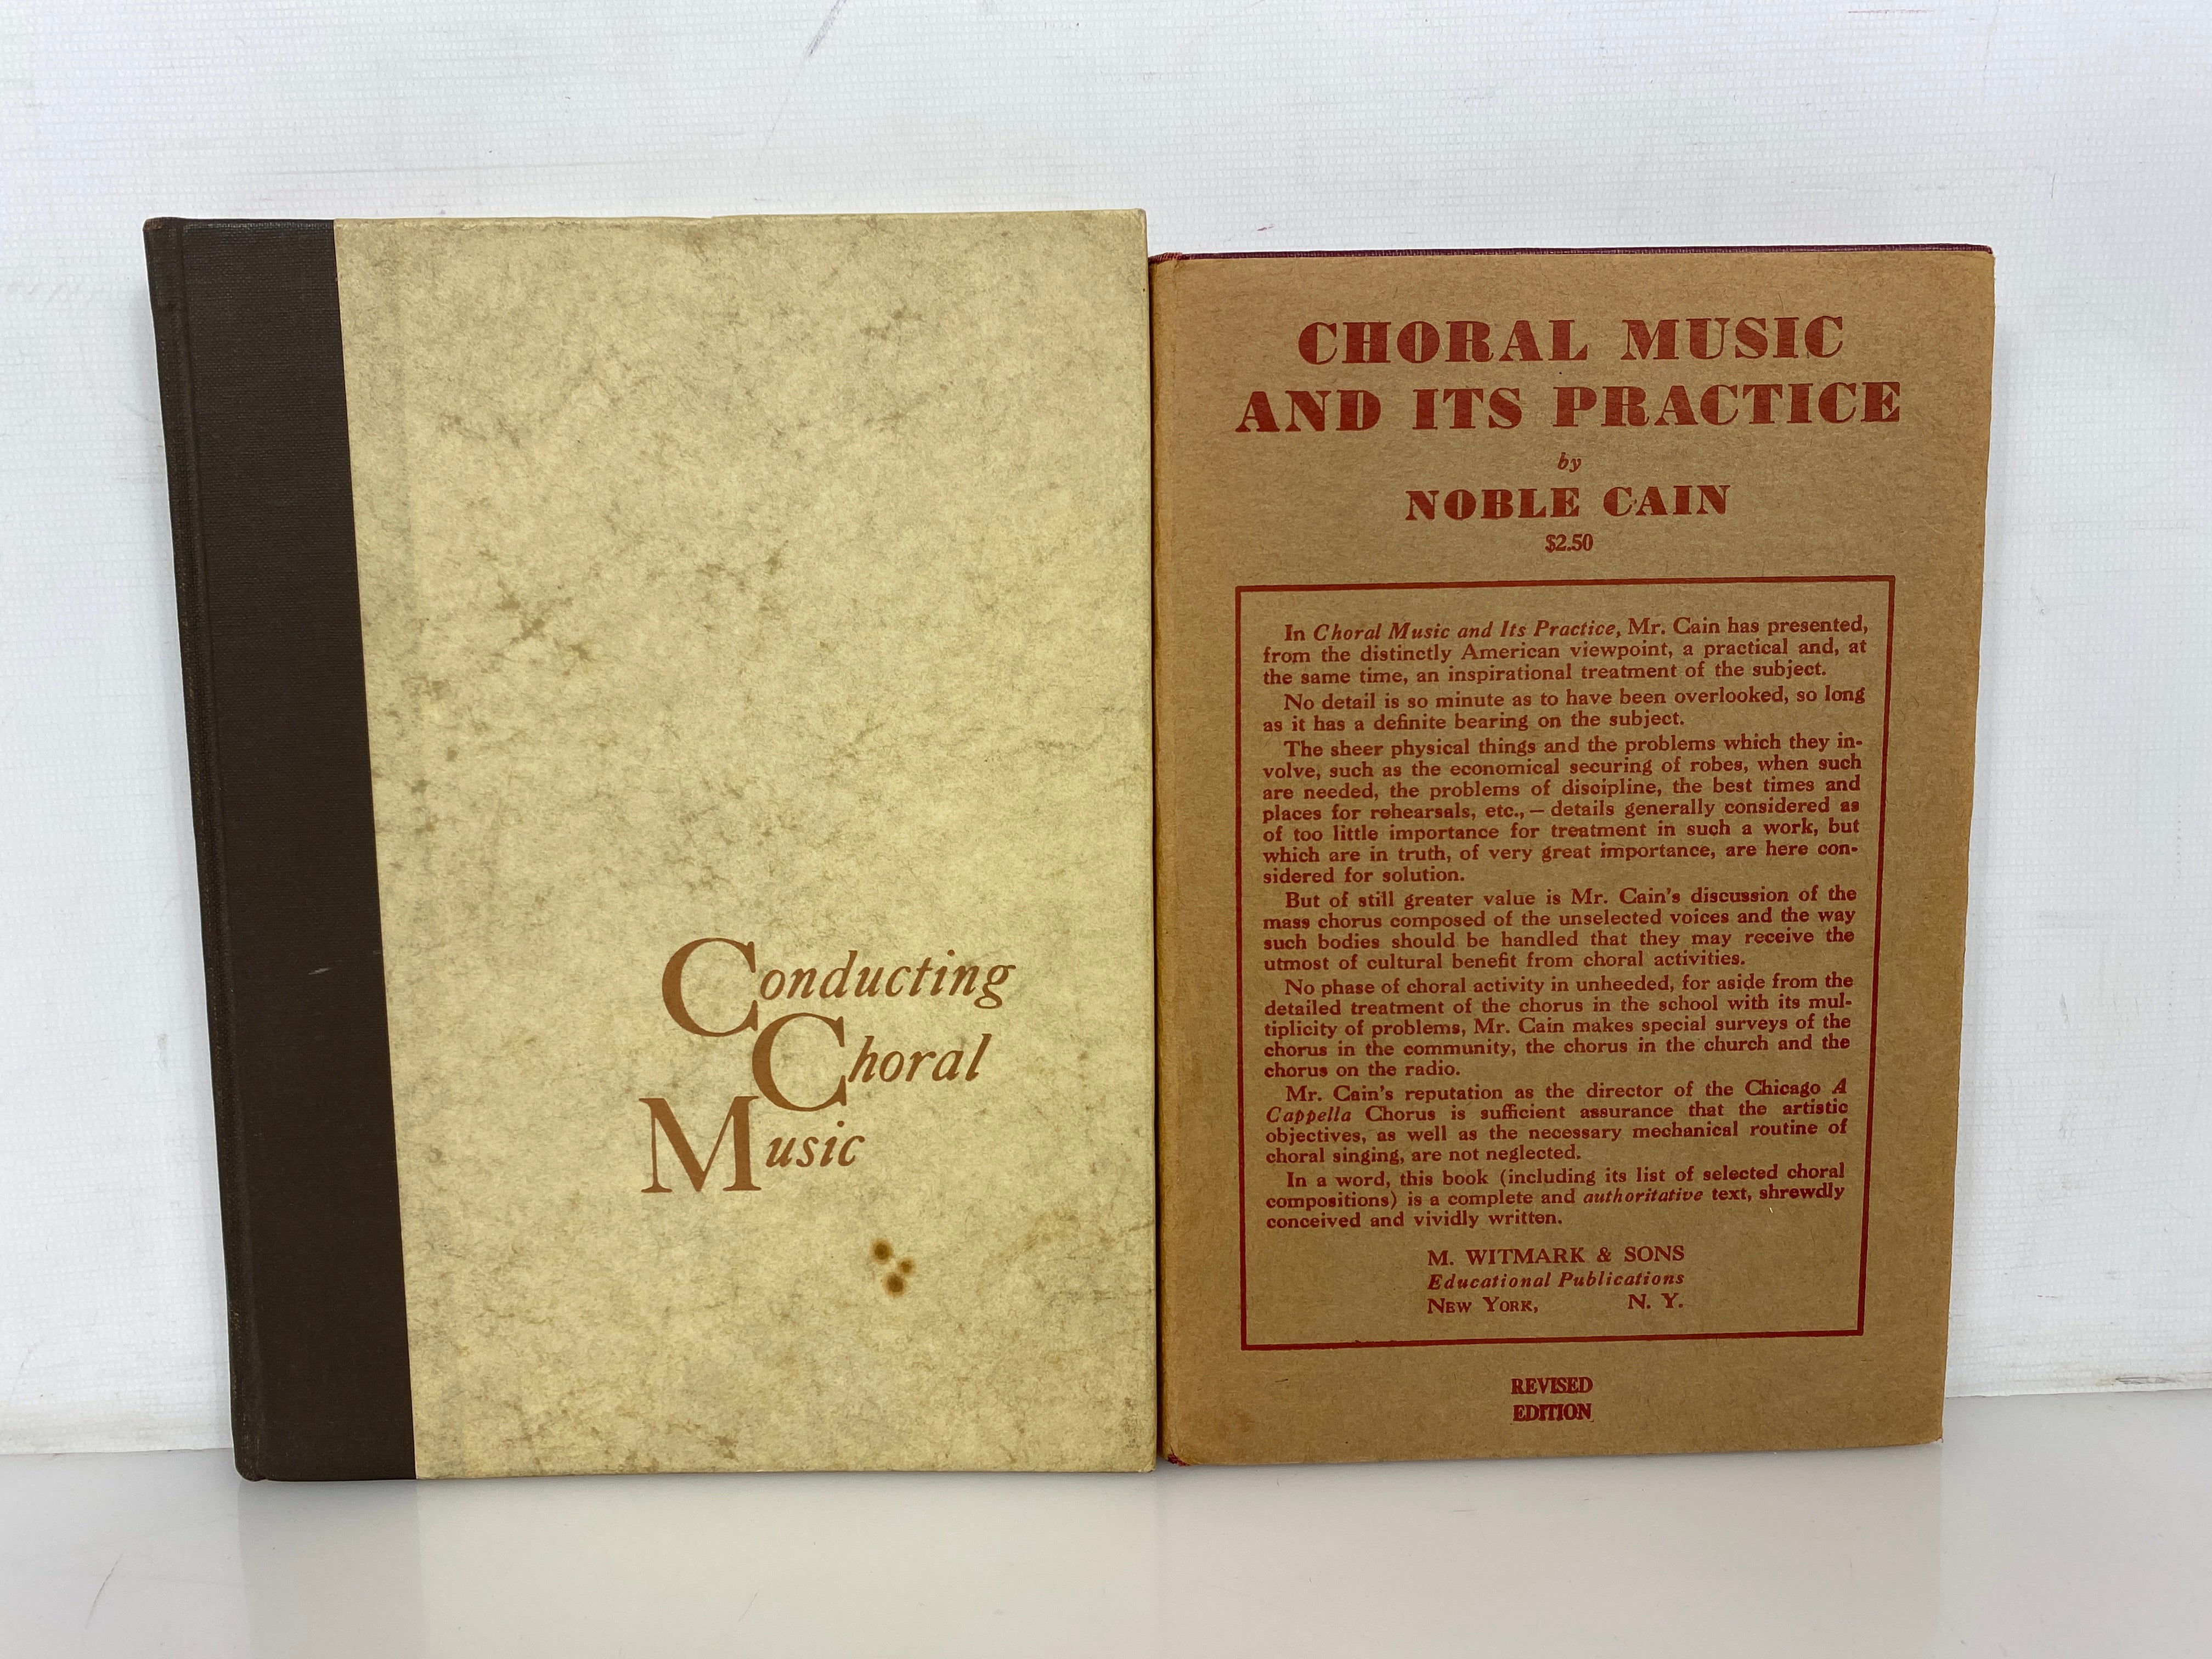 Conducting
Choral
Music
CHORAL MUSIC
AND ITS PRACTICE
by
NOBLE CAIN
$2.50
In Choral Music and Its Practice, Mr. Cain has presented,
from the distinctly American viewpoint, a practical and, at
the same time, an inspirational treatment of the subject.
No detail is so minute as to have been overlooked, so long
as it has a definite bearing on the subject.
The sheer physical things and the problems which they in-
volve, such as the economical securing of robes, when such
are needed, the problems of discipline, the best times and
places for rehearsals, etc., — details generally considered as
of too little importance for treatment in such a work, but
which are in truth, of very great importance, are here con-
sidered for solution.
But of still greater value is Mr. Cain's discussion of the
mass chorus composed of the unselected voices and the way
such bodies should be handled that they may receive the
utmost of cultural benefit from choral activities.
No phase of choral activity in unheeded, for aside from the
detailed treatment of the chorus in the school with its mul-
tiplicity of problems, Mr. Cain makes special surveys of the
chorus in the community, the chorus in the church and the
chorus on the radio.
Mr. Cain's reputation as the director of the Chicago A
Cappella Chorus is sufficient assurance that the artistic
objectives, as well as the necessary mechanical routine of
choral singing, are not neglected.
In a word, this book (including its list of selected choral
compositions) is a complete and authoritative text, shrewdly
conceived and vividly written.
M. WITMARK & SONS
Educational Publications
NEW YORK, N. Y.
REVISED
EDITION